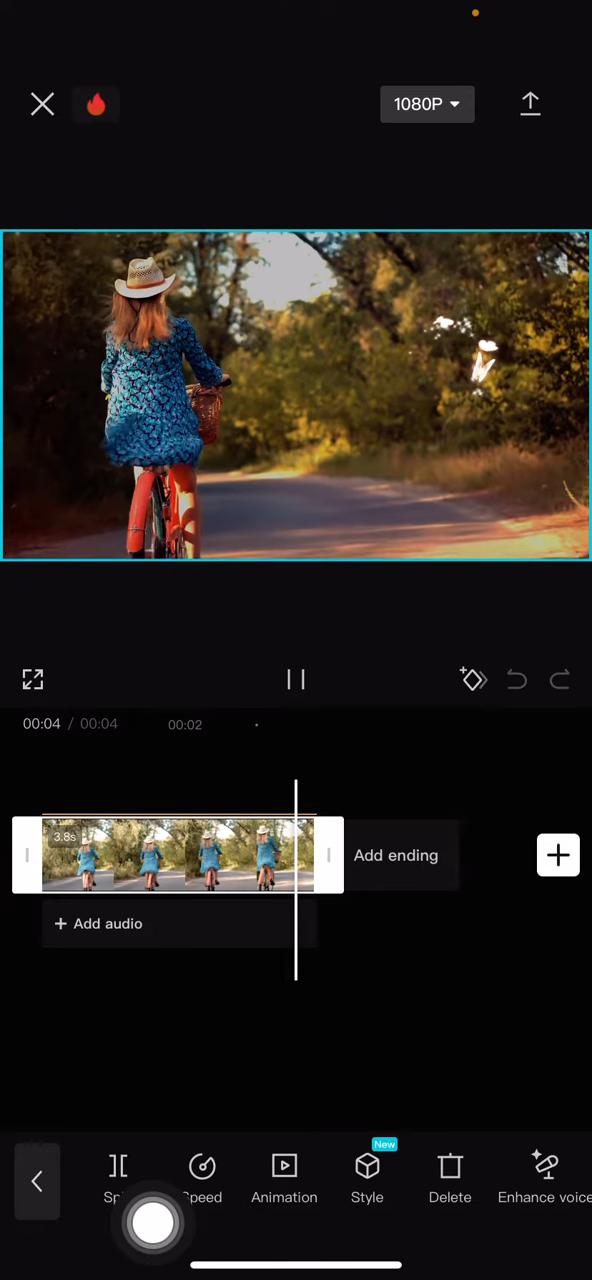 1080P
00:04 / 00:04 00:02
3.8s
Add ending
+ Add audio
New
Speed Animation Style Delete Enhance voice